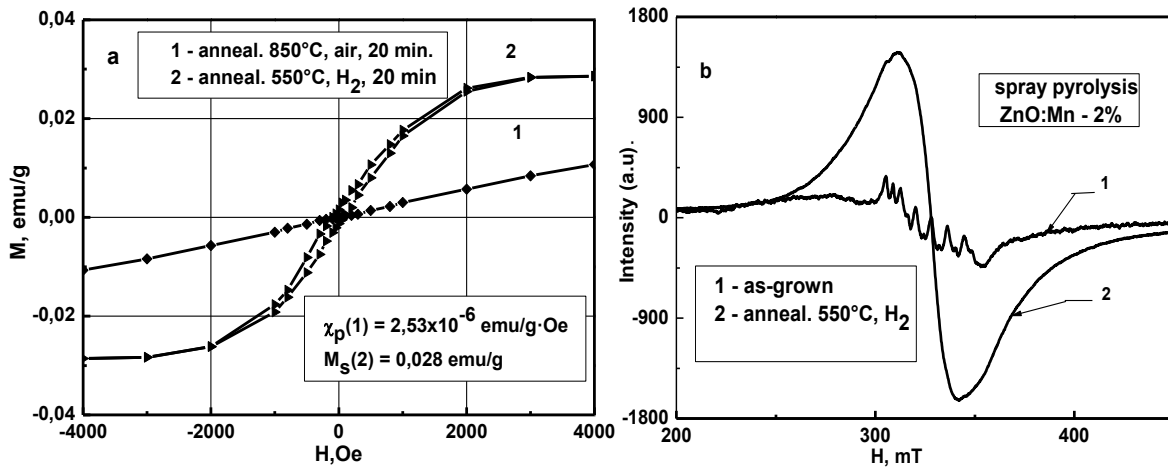 a
1 - anneal. 850°C, air, 20 min.
2 - anneal. 550°C, H2, 20 min
2
1
χp(1) = 2,53x10-6 emu/g·Oe
Ms(2) = 0,028 emu/g
0,04
0,02
0,00
-0,02
-0,04
M, emu/g
-4000 -2000 0 2000 4000
H,Oe
b
spray pyrolysis
ZnO:Mn - 2%
1
1 - as-grown
2 - anneal. 550°C, H2
2
1800
900
0
-900
-1800
Intensity (a.u).
200 300 400
H, mT